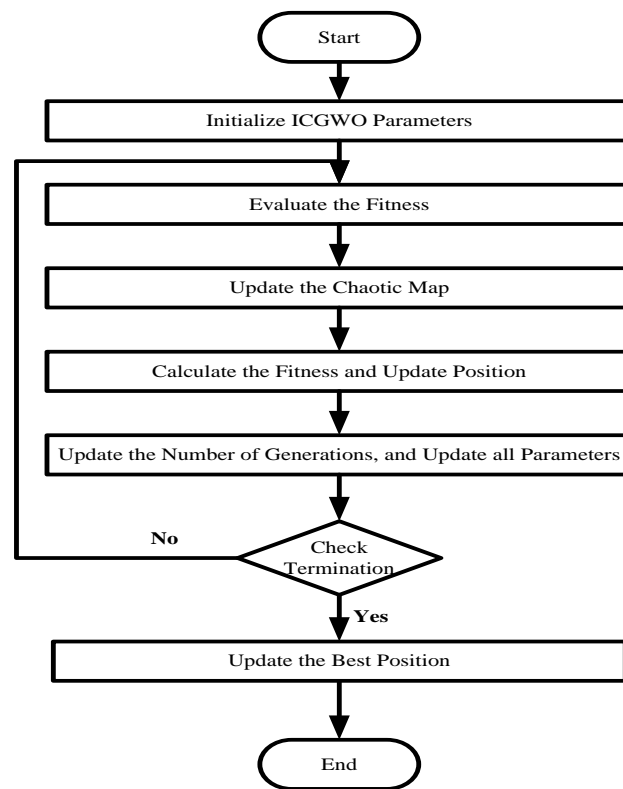 Start
Initialize ICGWO Parameters
Evaluate the Fitness
Update the Chaotic Map
Calculate the Fitness and Update Position
Update the Number of Generations, and Update all Parameters
No
Check
Termination
Yes
Update the Best Position
End